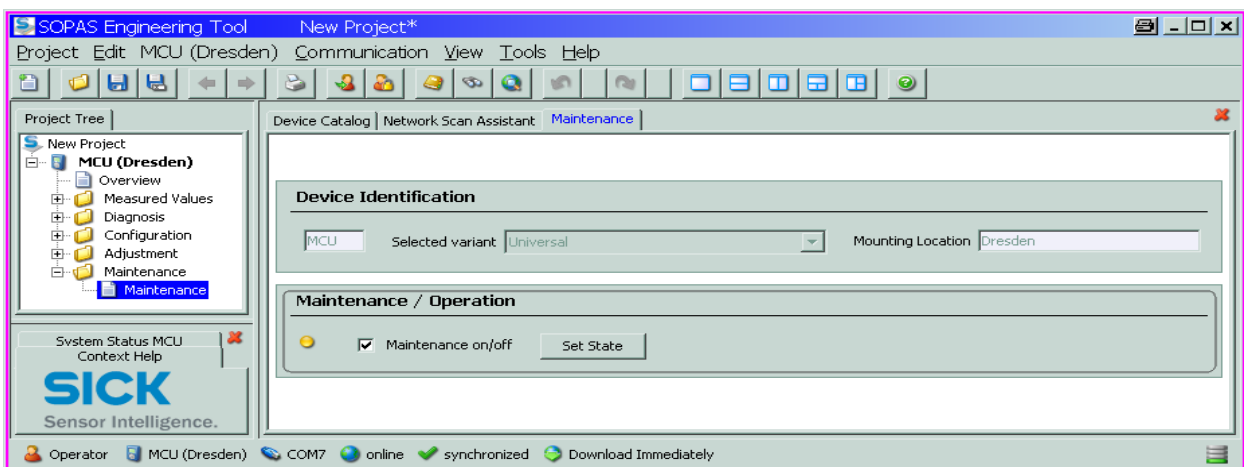 SOPAS Engineering Tool New Project*
Project Edit MCU (Dresden) Communication View Tools Help
Project Tree
New Project
MCU (Dresden)
Overview
Measured Values
Diagnosis
Configuration
Adjustment
Maintenance
Maintenance
System Status MCU
Context Help
SICK
Sensor Intelligence.
Device Catalog Network Scan Assistant Maintenance
Device Identification
MCU Selected variant Universal Mounting Location Dresden
Maintenance / Operation
Maintenance on/off Set State
Operator MCU (Dresden) COM7 online synchronized Download Immediately